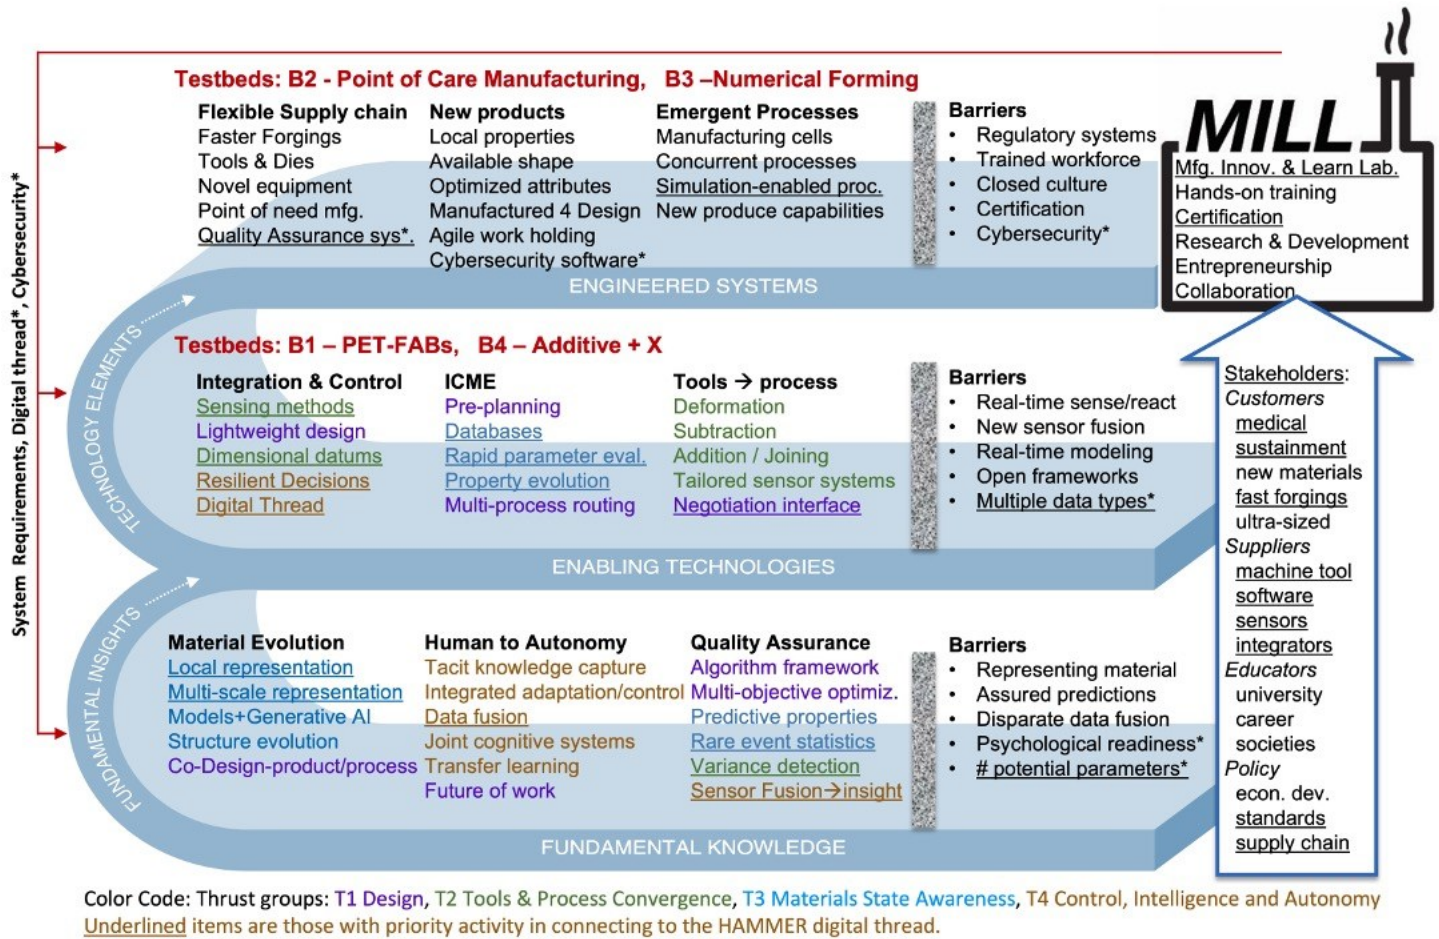 Testbeds: B2 - Point of Care Manufacturing, B3 –Numerical Forming
Flexible Supply chain
Faster Forgings
Tools & Dies
Novel equipment
Point of need mfg.
Quality Assurance sys*.
New products
Local properties
Available shape
Optimized attributes
Manufactured 4 Design
Agile work holding
Cybersecurity software*
Emergent Processes
Manufacturing cells
Concurrent processes
Simulation-enabled proc.
New produce capabilities
Barriers
• Regulatory systems
• Trained workforce
• Closed culture
• Certification
• Cybersecurity*
ENGINEERED SYSTEMS
MILL
Mfg. Innov. & Learn Lab.
Hands-on training
Certification
Research & Development
Entrepreneurship
Collaboration
System Requirements, Digital thread*, Cybersecurity*
TECHNOLOGY ELEMENTS
Testbeds: B1 – PET-FABs, B4 – Additive + X
Integration & Control
Sensing methods
Lightweight design
Dimensional datums
Resilient Decisions
Digital Thread
ICME
Pre-planning
Databases
Rapid parameter eval.
Property evolution
Multi-process routing
Tools → process
Deformation
Subtraction
Addition / Joining
Tailored sensor systems
Negotiation interface
Barriers
• Real-time sense/react
• New sensor fusion
• Real-time modeling
• Open frameworks
• Multiple data types*
ENABLING TECHNOLOGIES
FUNDAMENTAL INSIGHTS
Material Evolution
Local representation
Multi-scale representation
Models+Generative AI
Structure evolution
Co-Design-product/process
Human to Autonomy
Tacit knowledge capture
Integrated adaptation/control
Data fusion
Joint cognitive systems
Transfer learning
Future of work
Quality Assurance
Algorithm framework
Multi-objective optimiz.
Predictive properties
Rare event statistics
Variance detection
Sensor Fusion→insight
Barriers
• Representing material
• Assured predictions
• Disparate data fusion
• Psychological readiness*
• # potential parameters*
FUNDAMENTAL KNOWLEDGE
Stakeholders:
Customers
medical
sustainment
new materials
fast forgings
ultra-sized
Suppliers
machine tool
software
sensors
integrators
Educators
university
career
societies
Policy
econ. dev.
standards
supply chain
Color Code: Thrust groups: T1 Design, T2 Tools & Process Convergence, T3 Materials State Awareness, T4 Control, Intelligence and Autonomy
Underlined items are those with priority activity in connecting to the HAMMER digital thread.